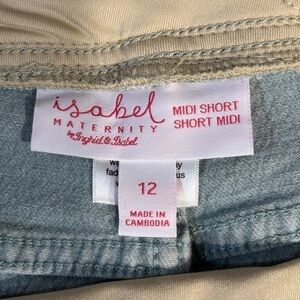 isabel
MATERNITY
by Ingrid & Isabel
MIDI SHORT
SHORT MIDI
12
MADE IN
CAMBODIA